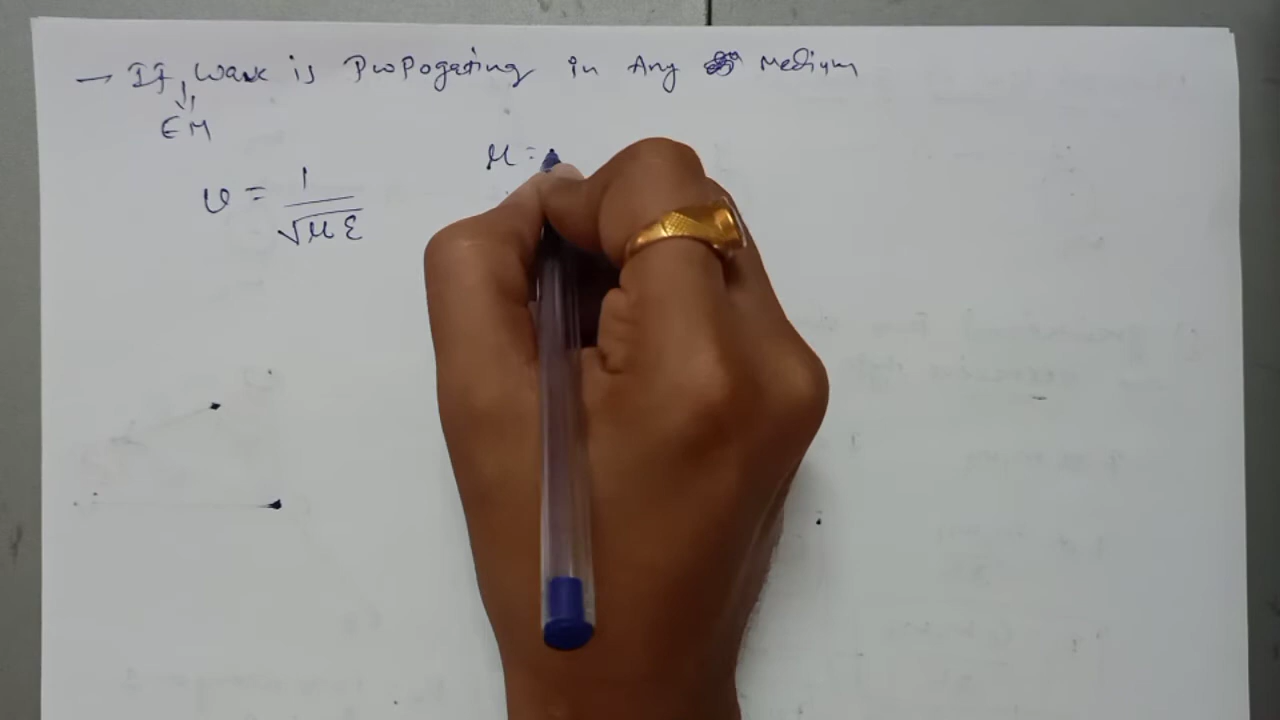 → If, Wave is Propogating in Any Medium
EM
v = 1/√με
μ =